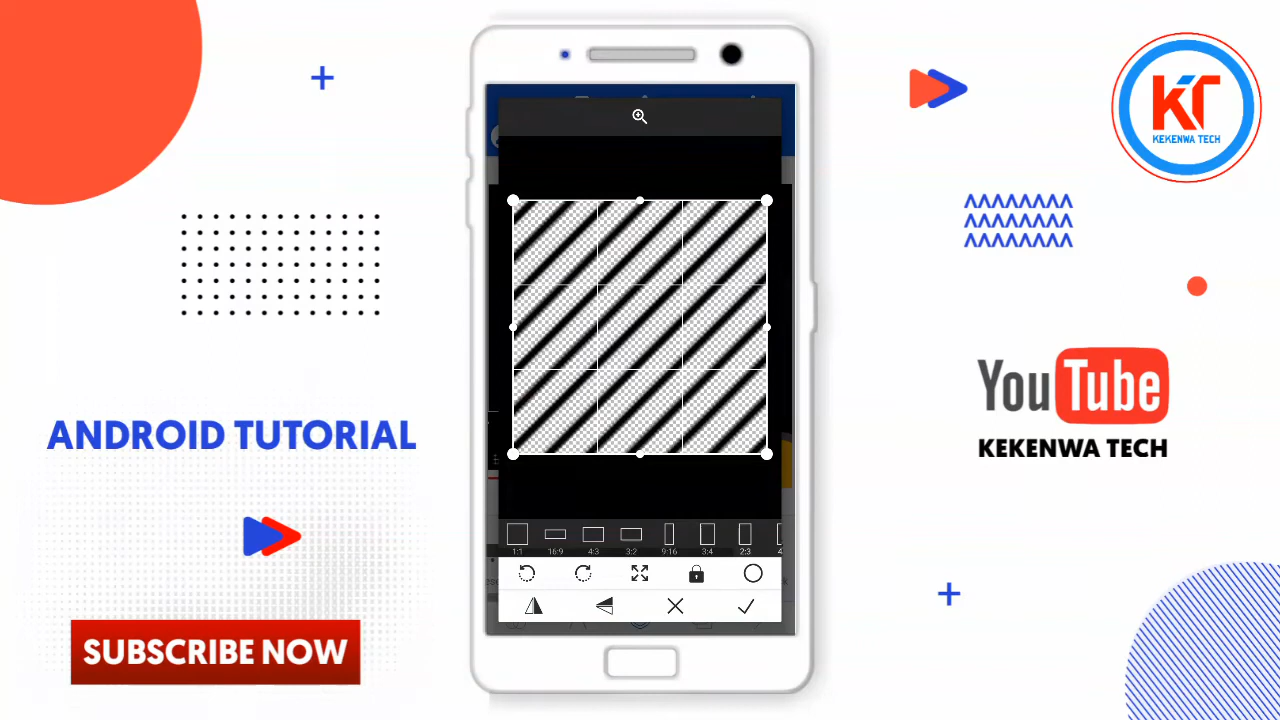 KT
KEKENWA TECH
YouTube
KEKENWA TECH
ANDROID TUTORIAL
SUBSCRIBE NOW
1:1 16:9 4:3 3:2 9:16 3:4 2:3